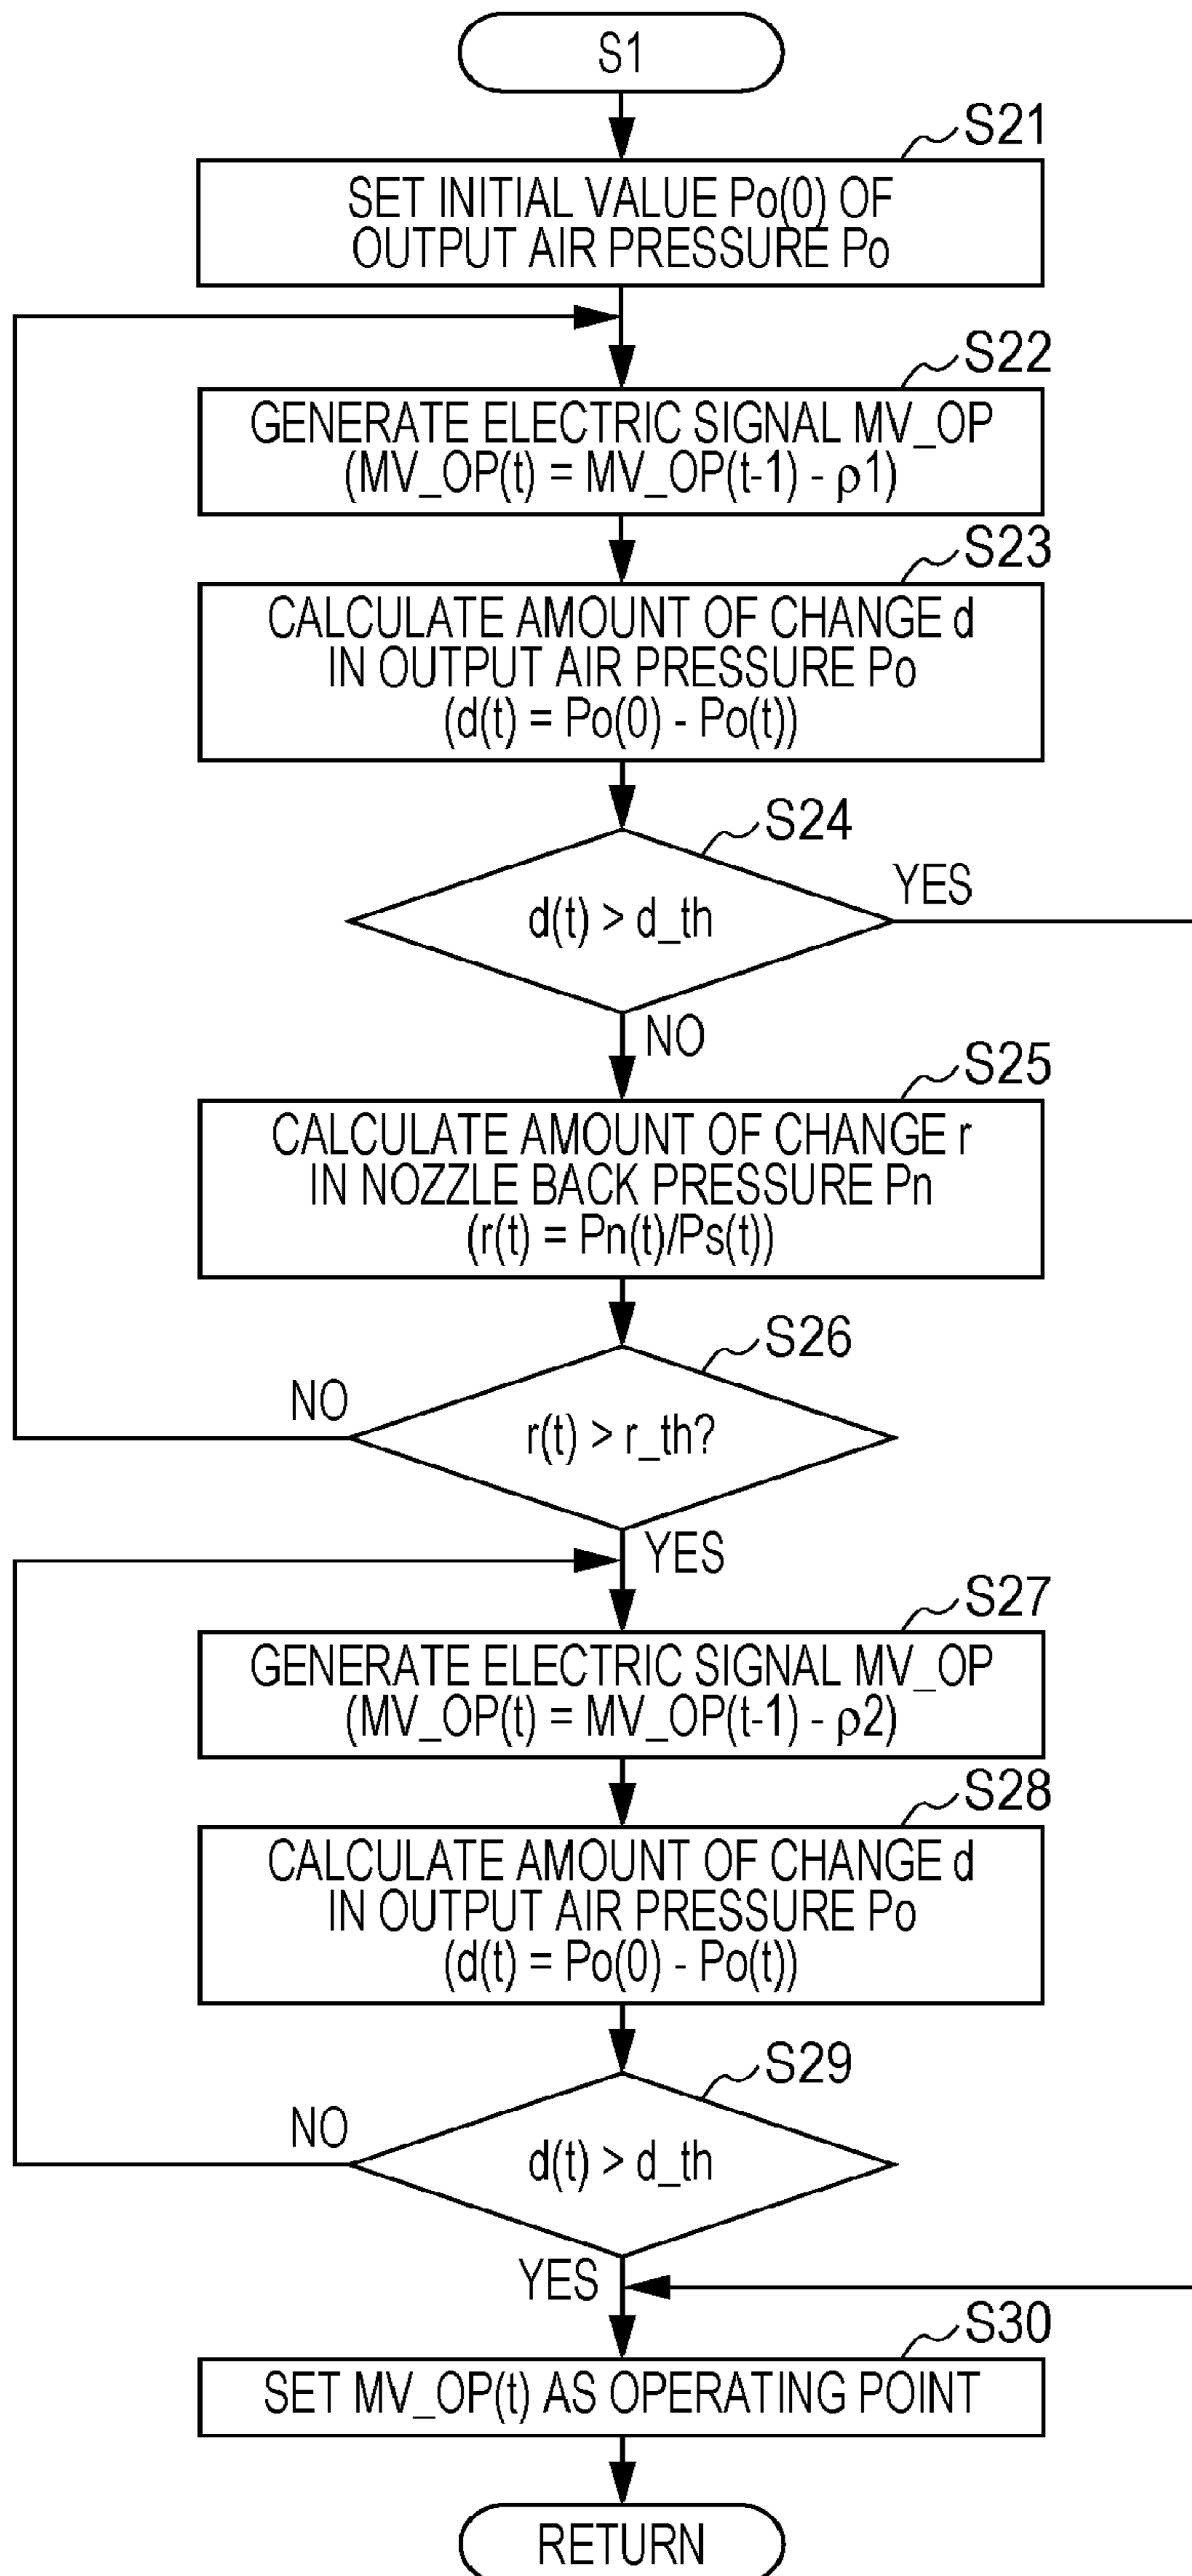 S1
S21
SET INITIAL VALUE Po(0) OF
OUTPUT AIR PRESSURE Po
S22
GENERATE ELECTRIC SIGNAL MV_OP
(MV_OP(t) = MV_OP(t-1) - ρ1)
S23
CALCULATE AMOUNT OF CHANGE d
IN OUTPUT AIR PRESSURE Po
(d(t) = Po(0) - Po(t))
S24
YES
d(t) > d_th
NO
S25
CALCULATE AMOUNT OF CHANGE r
IN NOZZLE BACK PRESSURE Pn
(r(t) = Pn(t)/Ps(t))
S26
NO
r(t) > r_th?
YES
S27
GENERATE ELECTRIC SIGNAL MV_OP
(MV_OP(t) = MV_OP(t-1) - ρ2)
S28
CALCULATE AMOUNT OF CHANGE d
IN OUTPUT AIR PRESSURE Po
(d(t) = Po(0) - Po(t))
S29
NO
d(t) > d_th
YES
S30
SET MV_OP(t) AS OPERATING POINT
RETURN